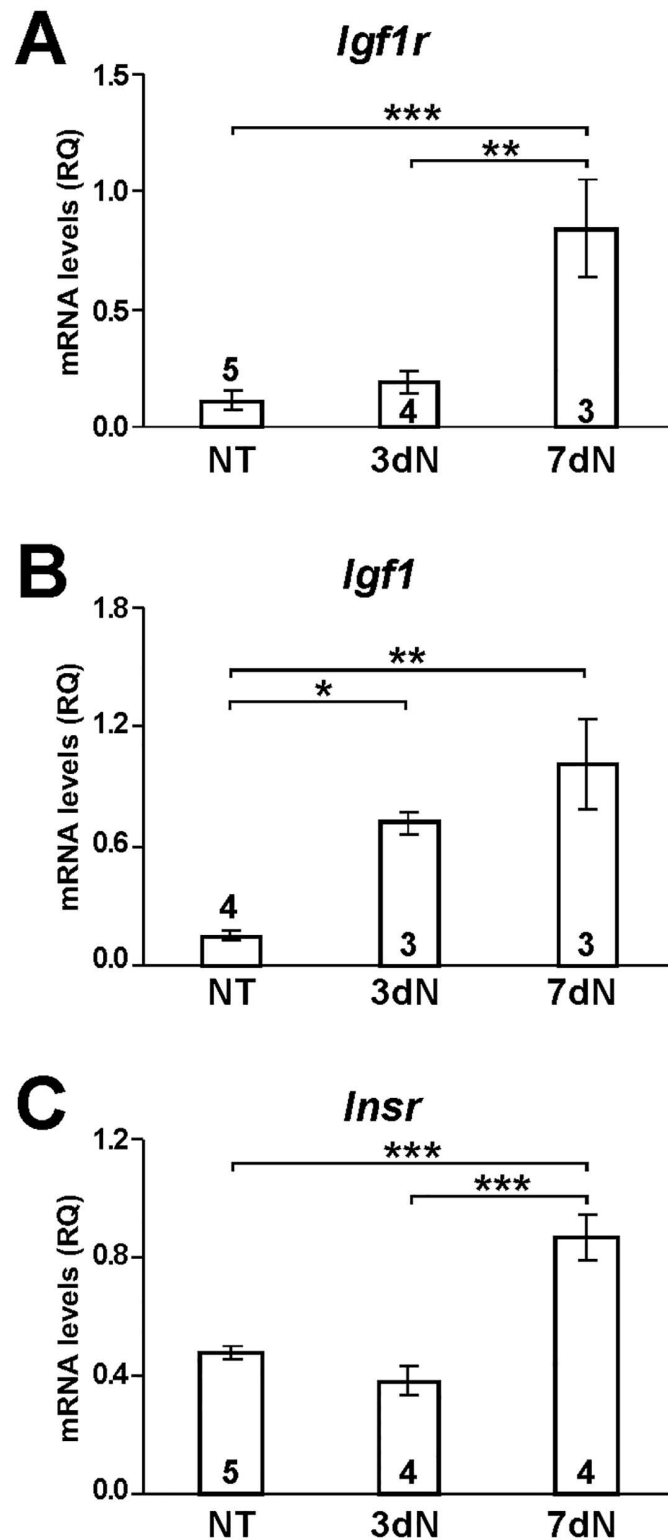 A
Igf1r
1.5
1.0
0.5
0.0
mRNA levels (RQ)
***
**
5
4
3
NT 3dN 7dN
B
Igf1
1.8
1.2
0.6
0.0
mRNA levels (RQ)
**
*
4
3
3
NT 3dN 7dN
C
Insr
1.2
0.8
0.4
0.0
mRNA levels (RQ)
***
***
5
4
4
NT 3dN 7dN